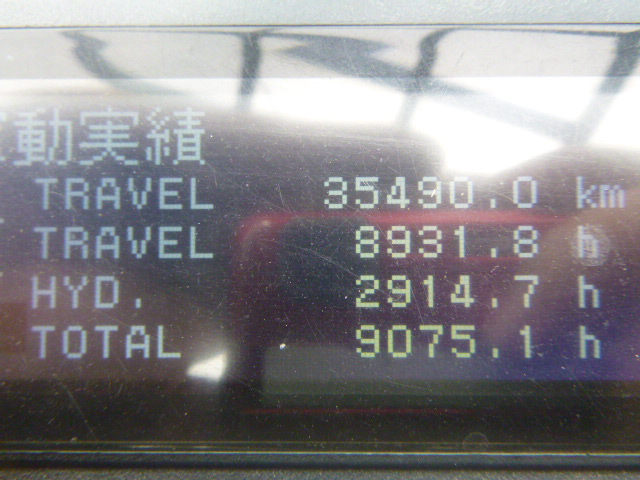 動実績
TRAVEL 35490.0 km
TRAVEL 8931.8 h
HYD. 2914.7 h
TOTAL 9075.1 h